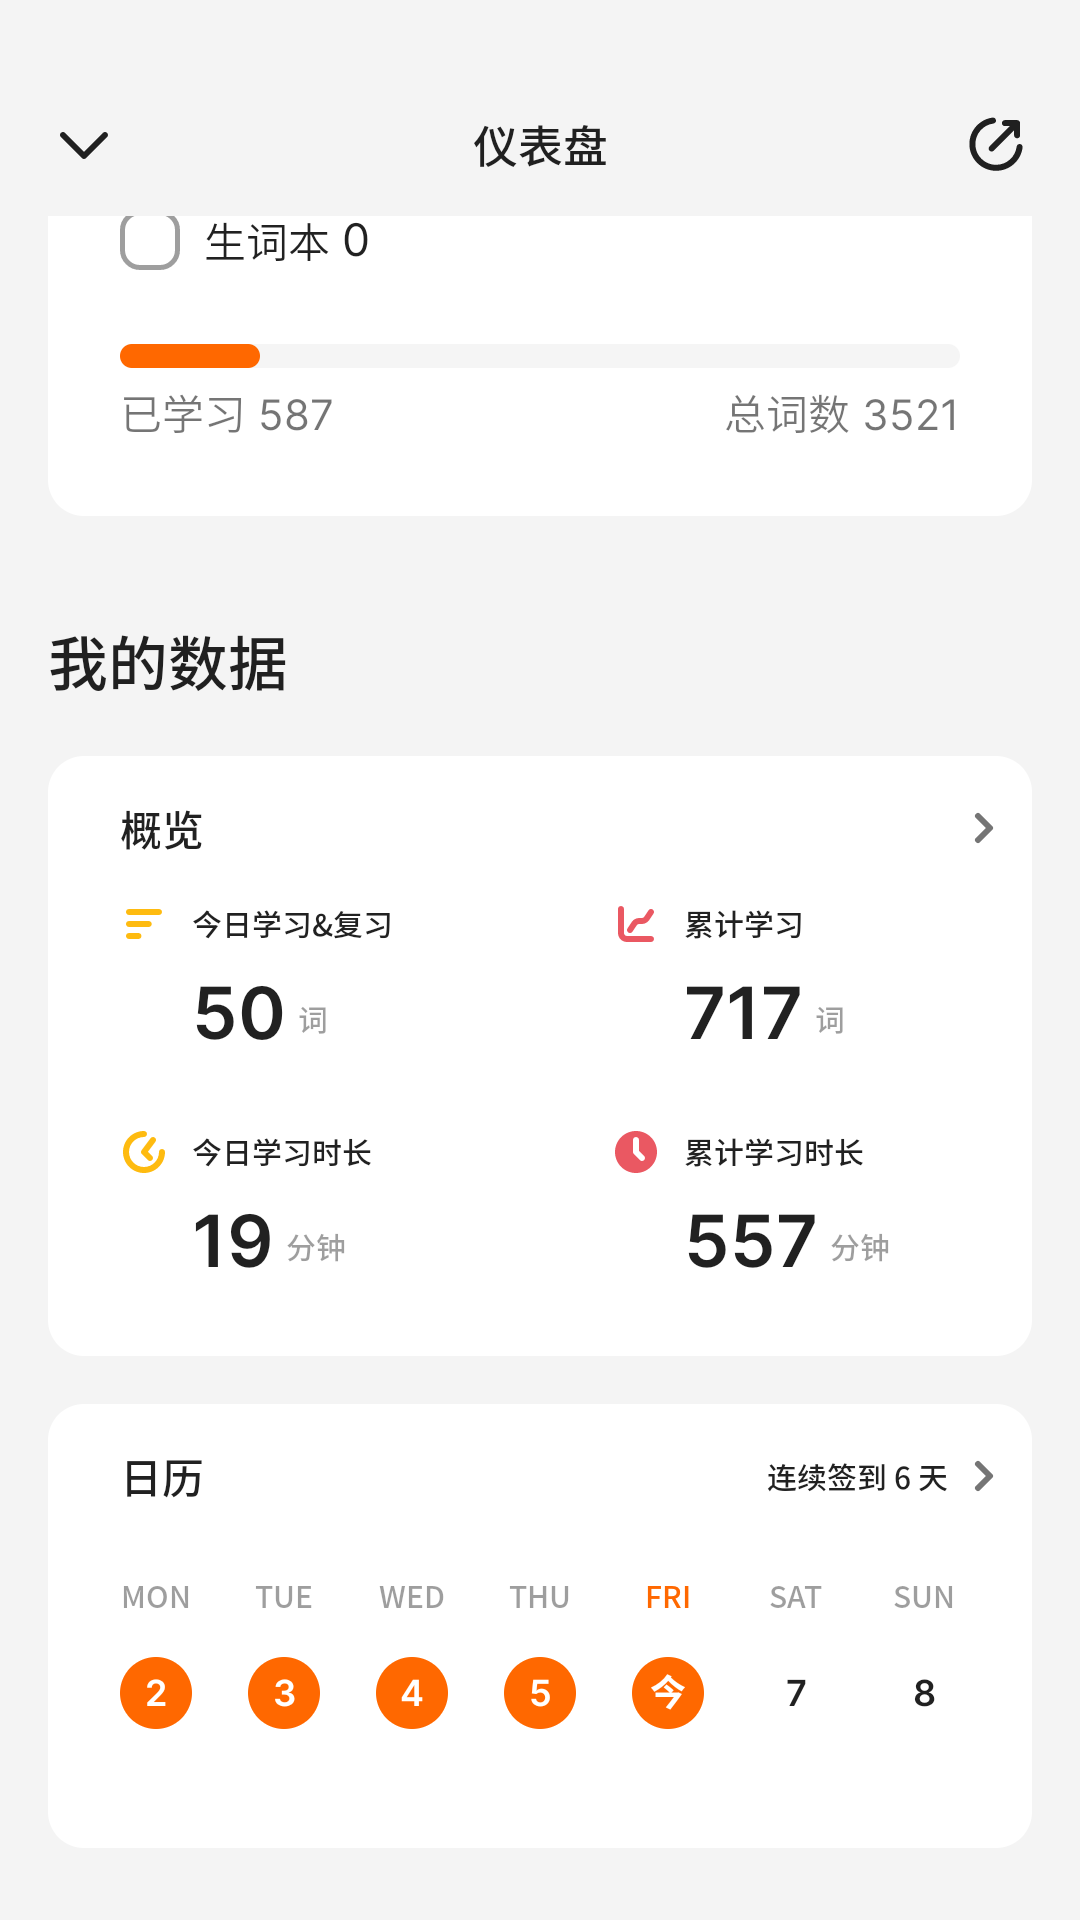 仪表盘
生词本 0
已学习 587
总词数 3521
我的数据
概览
今日学习&复习
累计学习
50 词
717 词
今日学习时长
累计学习时长
19 分钟
557 分钟
日历
连续签到 6 天
MON TUE WED THU FRI SAT SUN
2 3 4 5 今 7 8